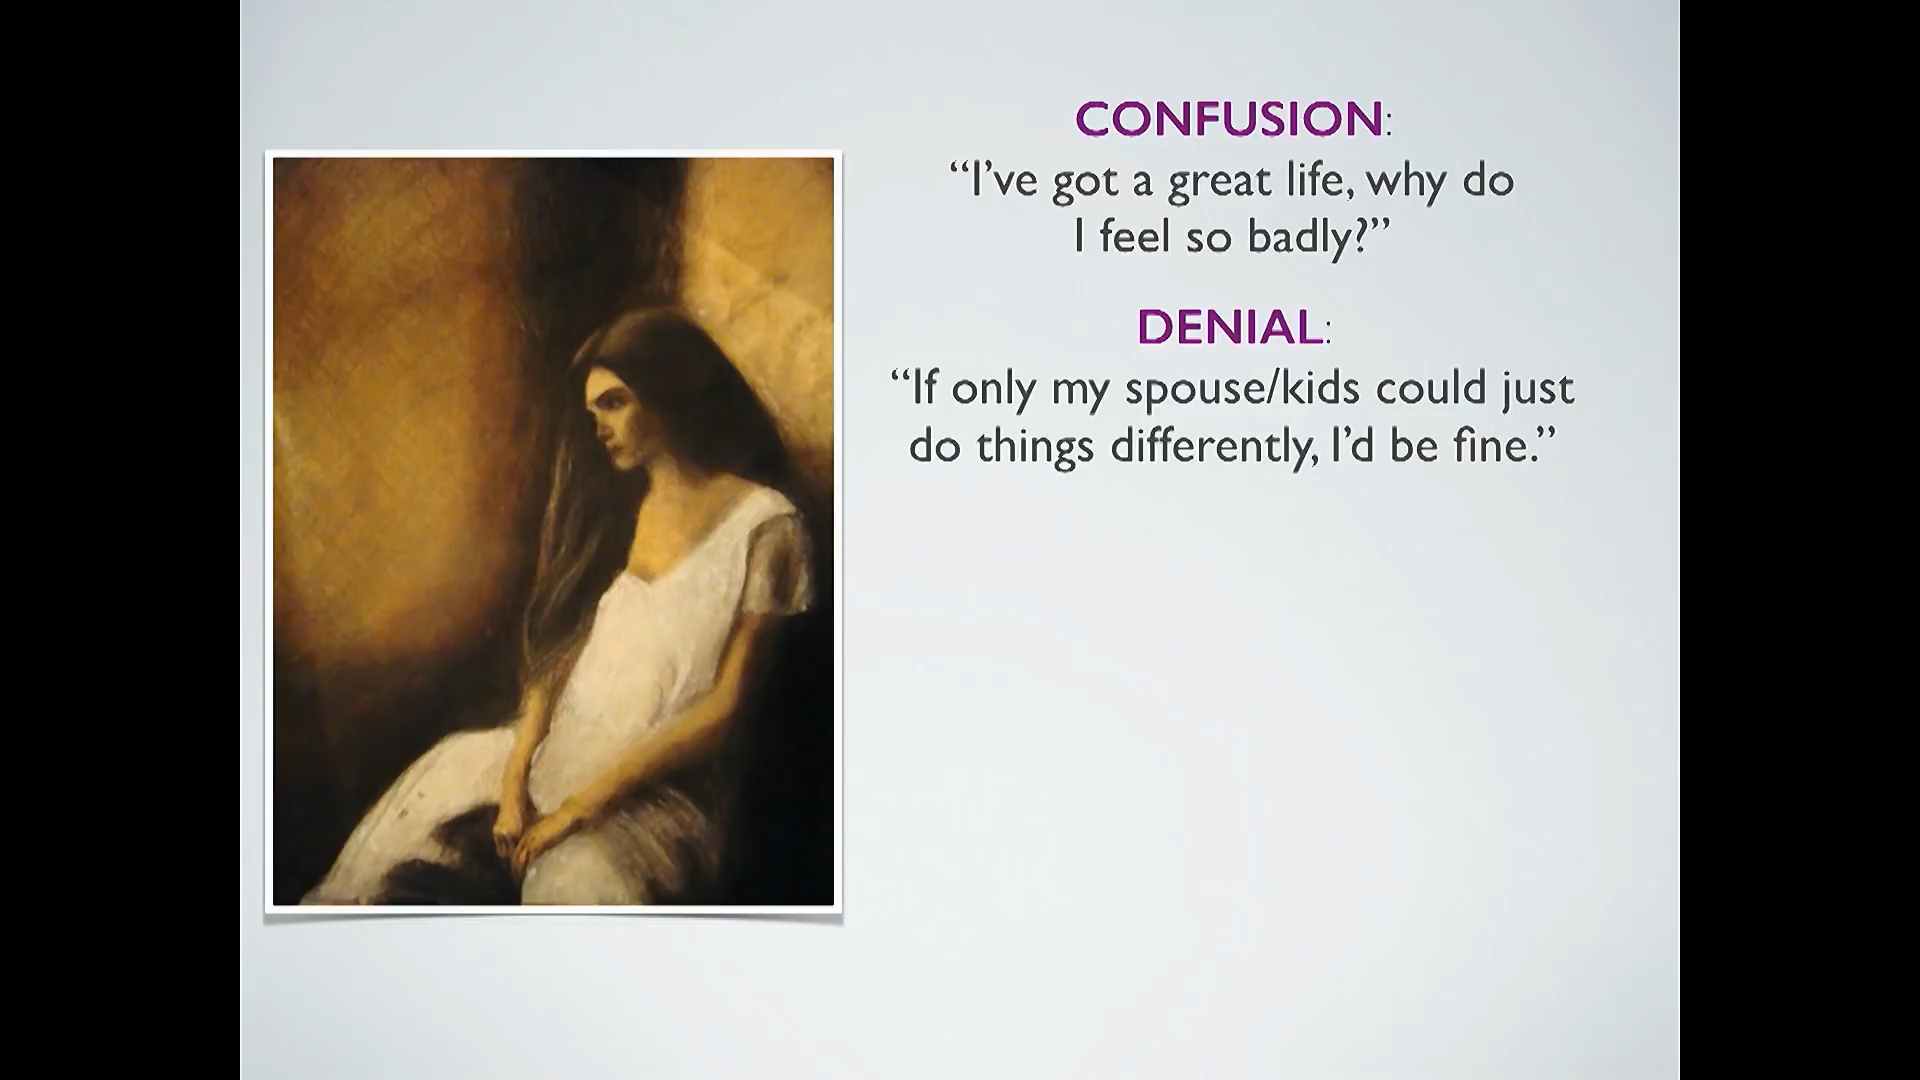 CONFUSION:
“I’ve got a great life, why do
I feel so badly?”
DENIAL:
“If only my spouse/kids could just
do things differently, I’d be fine.”